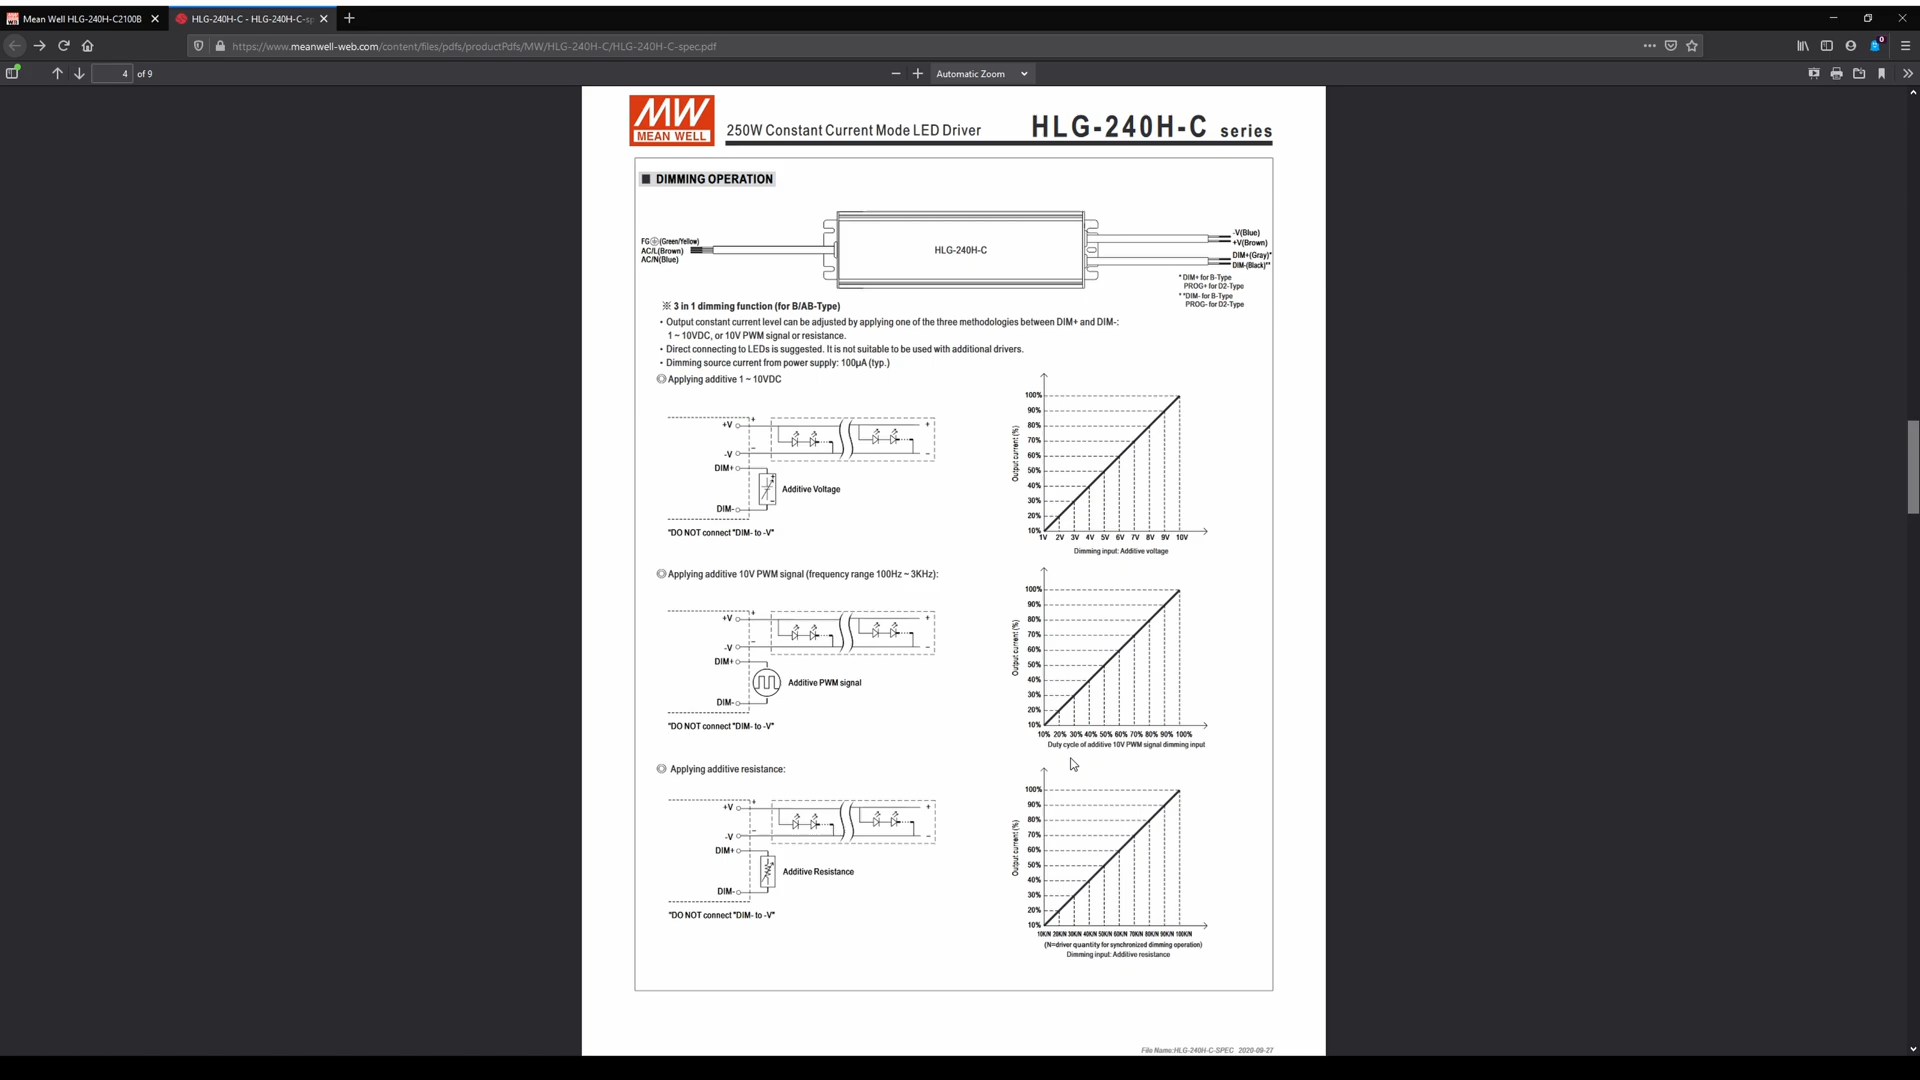 Mean Well HLG-240H-C2100B
HLG-240H-C - HLG-240H-C-sp
https://www.meanwell-web.com/content/files/pdfs/productPdfs/MW/HLG-240H-C/HLG-240H-C-spec.pdf
0
4 of 9
Automatic Zoom
MW
MEAN WELL
250W Constant Current Mode LED Driver
HLG-240H-C series
■ DIMMING OPERATION
FG (Green/Yellow)
AC/L(Brown)
AC/N(Blue)
HLG-240H-C
-V(Blue)
+V(Brown)
DIM+(Gray)*
DIM-(Black)**
* DIM+ for B-Type
PROG+ for D2-Type
* *DIM- for B-Type
PROG- for D2-Type
※ 3 in 1 dimming function (for B/AB-Type)
・Output constant current level can be adjusted by applying one of the three methodologies between DIM+ and DIM-:
1 ~ 10VDC, or 10V PWM signal or resistance.
・Direct connecting to LEDs is suggested. It is not suitable to be used with additional drivers.
・Dimming source current from power supply: 100μA (typ.)
◎ Applying additive 1 ~ 10VDC
+V
+
+
-
-V
-
DIM+
+
-
Additive Voltage
DIM-
"DO NOT connect "DIM- to -V"
100%
90%
80%
70%
60%
50%
40%
30%
20%
10%
Output current (%)
1V 2V 3V 4V 5V 6V 7V 8V 9V 10V
Dimming input: Additive voltage
◎ Applying additive 10V PWM signal (frequency range 100Hz ~ 3KHz):
+V
+
+
-
-V
-
DIM+
Additive PWM signal
DIM-
"DO NOT connect "DIM- to -V"
100%
90%
80%
70%
60%
50%
40%
30%
20%
10%
Output current (%)
10% 20% 30% 40% 50% 60% 70% 80% 90% 100%
Duty cycle of additive 10V PWM signal dimming input
◎ Applying additive resistance:
+V
+
+
-
-V
-
DIM+
Additive Resistance
DIM-
"DO NOT connect "DIM- to -V"
100%
90%
80%
70%
60%
50%
40%
30%
20%
10%
Output current (%)
10K/N 20K/N 30K/N 40K/N 50K/N 60K/N 70K/N 80K/N 90K/N 100K/N
(N=driver quantity for synchronized dimming operation)
Dimming input: Additive resistance
File Name:HLG-240H-C-SPEC 2020-09-27